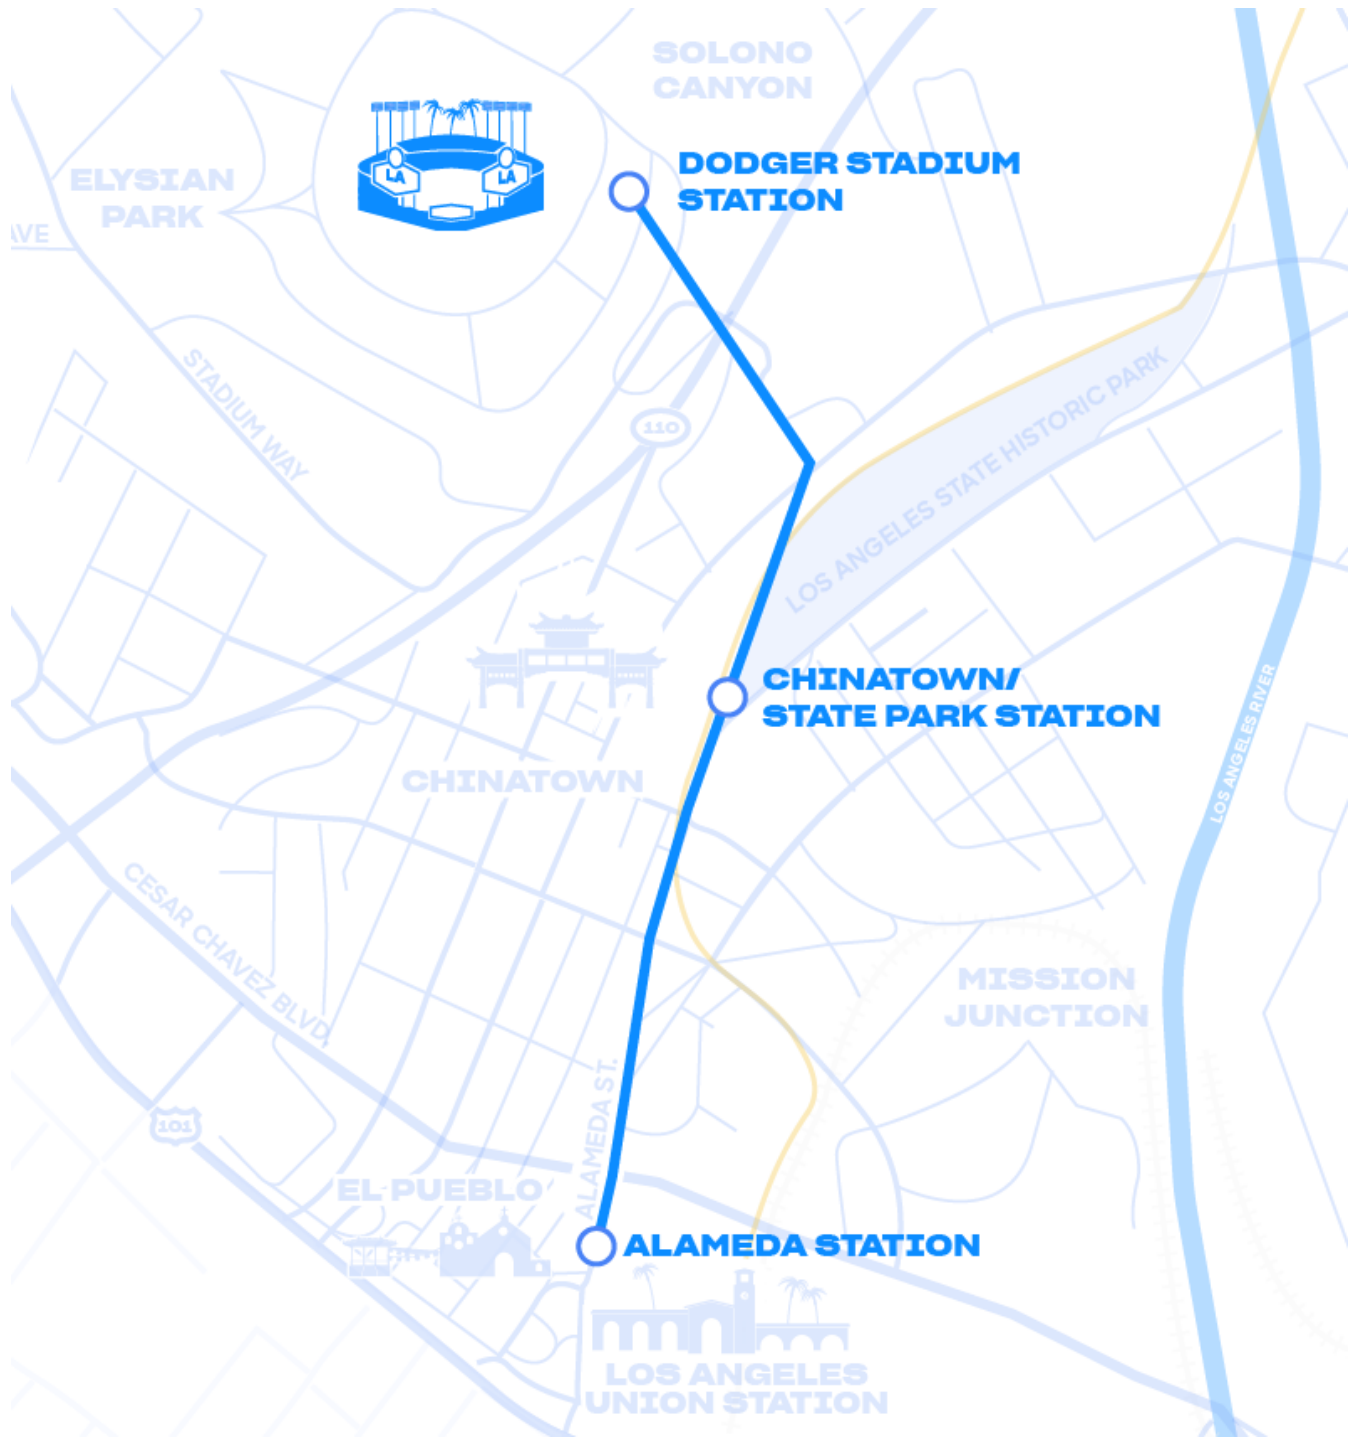 SOLONO
CANYON
LA
LA
DODGER STADIUM
STATION
ELYSIAN
PARK
AVE
STADIUM WAY
110
LOS ANGELES STATE HISTORIC PARK
CHINATOWN/
STATE PARK STATION
LOS ANGELES RIVER
CHINATOWN
CESAR CHAVEZ BLVD.
MISSION
JUNCTION
ALAMEDA ST.
101
EL PUEBLO
ALAMEDA STATION
LOS ANGELES
UNION STATION